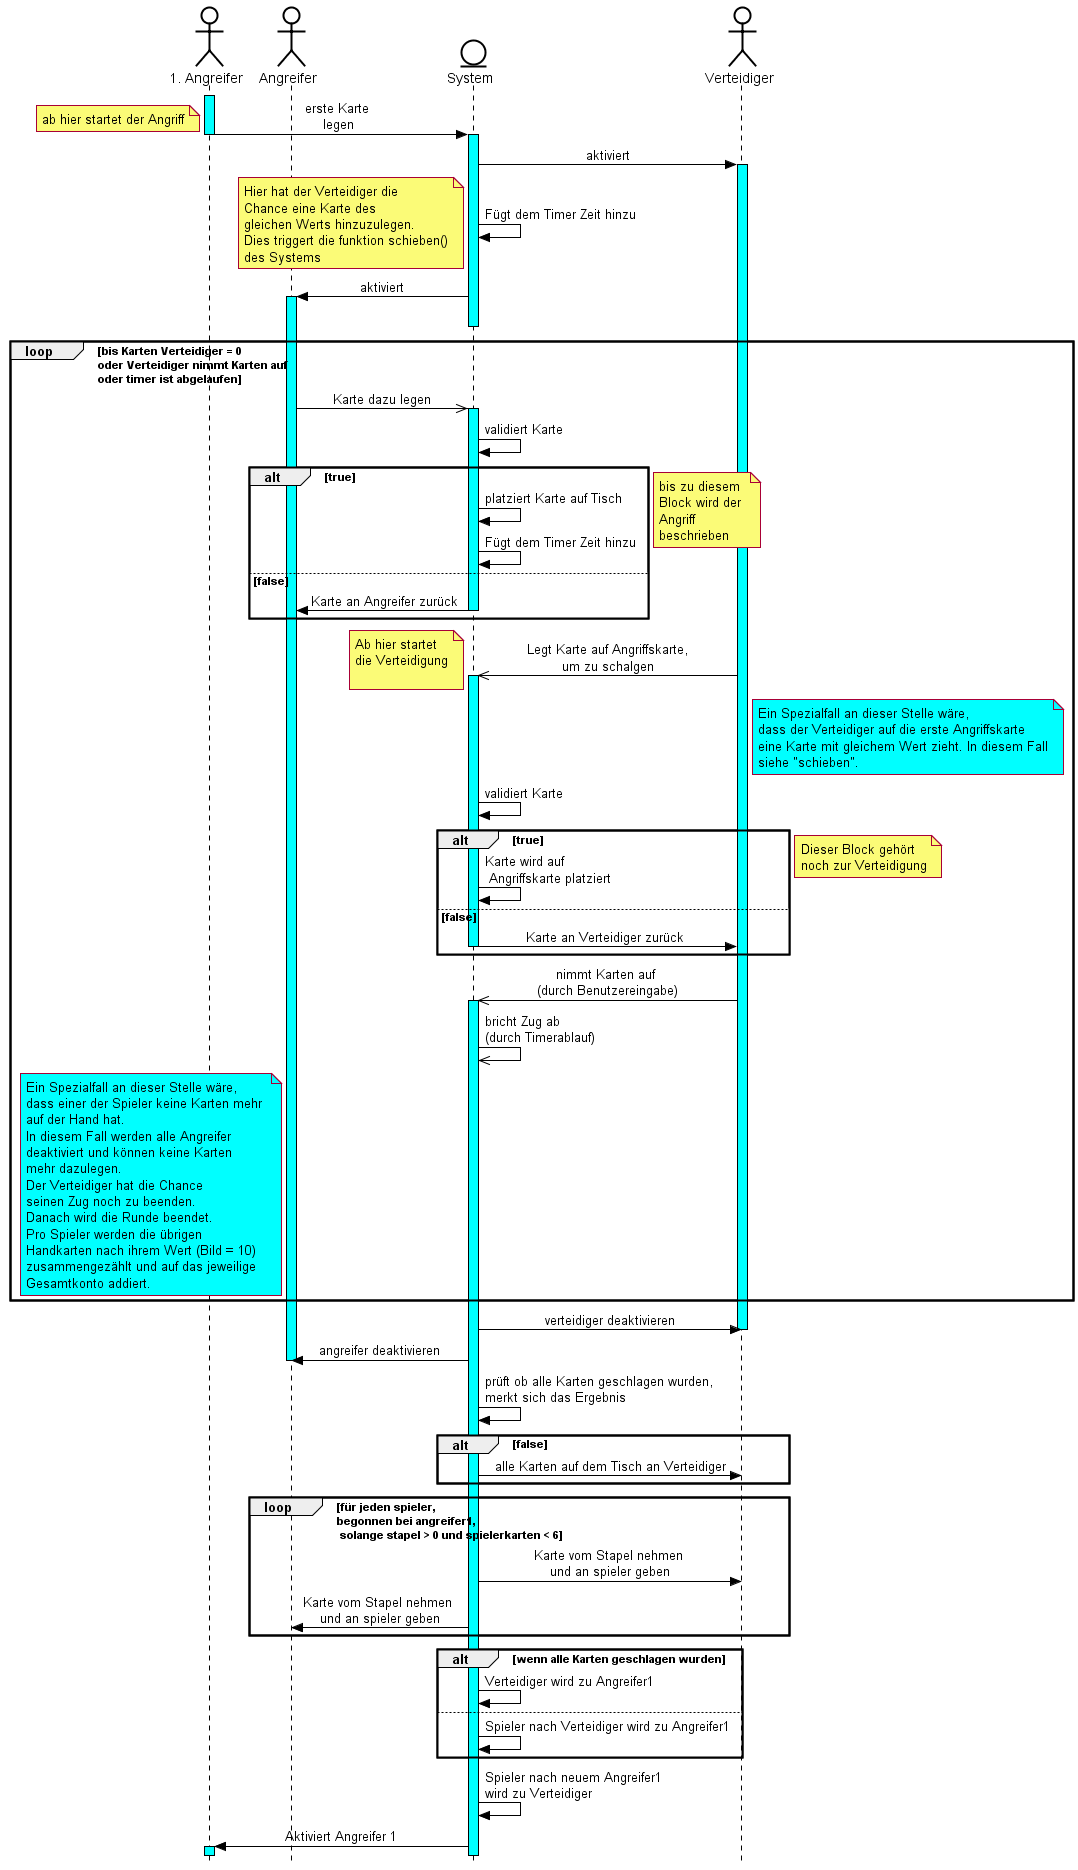 1. Angreifer
Angreifer
System
Verteidiger
ab hier startet der Angriff
erste Karte
legen
aktiviert
Hier hat der Verteidiger die
Chance eine Karte des
gleichen Werts hinzuzulegen.
Dies triggert die funktion schieben()
des Systems
Fügt dem Timer Zeit hinzu
aktiviert
loop
[bis Karten Verteidiger = 0
oder Verteidiger nimmt Karten auf
oder timer ist abgelaufen]
Karte dazu legen
validiert Karte
alt
[true]
platziert Karte auf Tisch
Fügt dem Timer Zeit hinzu
bis zu diesem
Block wird der
Angriff
beschrieben
[false]
Karte an Angreifer zurück
Ab hier startet
die Verteidigung
Legt Karte auf Angriffskarte,
um zu schalgen
Ein Spezialfall an dieser Stelle wäre,
dass der Verteidiger auf die erste Angriffskarte
eine Karte mit gleichem Wert zieht. In diesem Fall
siehe "schieben".
validiert Karte
alt
[true]
Karte wird auf
Angriffskarte platziert
Dieser Block gehört
noch zur Verteidigung
[false]
Karte an Verteidiger zurück
nimmt Karten auf
(durch Benutzereingabe)
bricht Zug ab
(durch Timerablauf)
Ein Spezialfall an dieser Stelle wäre,
dass einer der Spieler keine Karten mehr
auf der Hand hat.
In diesem Fall werden alle Angreifer
deaktiviert und können keine Karten
mehr dazulegen.
Der Verteidiger hat die Chance
seinen Zug noch zu beenden.
Danach wird die Runde beendet.
Pro Spieler werden die übrigen
Handkarten nach ihrem Wert (Bild = 10)
zusammengezählt und auf das jeweilige
Gesamtkonto addiert.
verteidiger deaktivieren
angreifer deaktivieren
prüft ob alle Karten geschlagen wurden,
merkt sich das Ergebnis
alt
[false]
alle Karten auf dem Tisch an Verteidiger
loop
[für jeden spieler,
begonnen bei angreifer1,
solange stapel > 0 und spielerkarten < 6]
Karte vom Stapel nehmen
und an spieler geben
Karte vom Stapel nehmen
und an spieler geben
alt
[wenn alle Karten geschlagen wurden]
Verteidiger wird zu Angreifer1
Spieler nach Verteidiger wird zu Angreifer1
Spieler nach neuem Angreifer1
wird zu Verteidiger
Aktiviert Angreifer 1